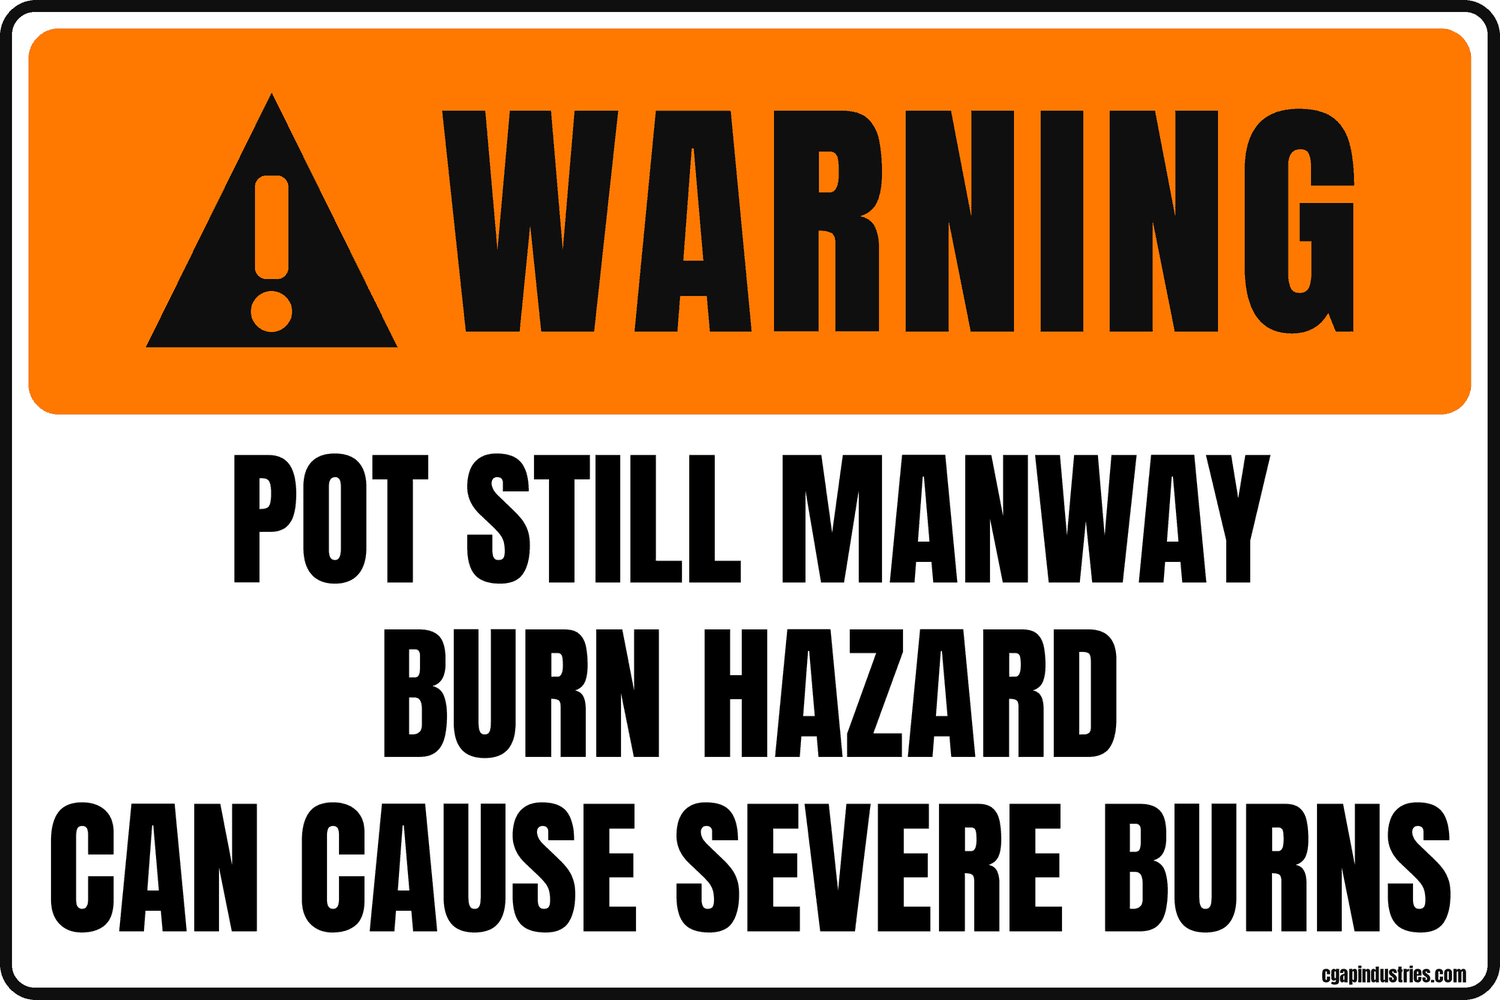 WARNING
POT STILL MANWAY
BURN HAZARD
CAN CAUSE SEVERE BURNS
cgapindustries.com